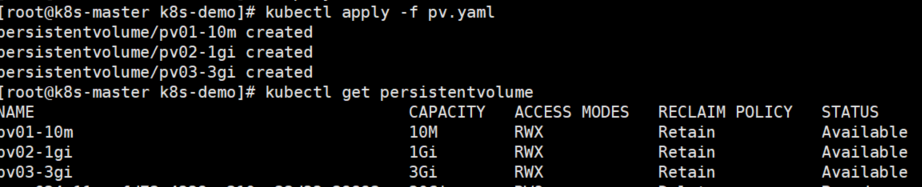 [root@k8s-master k8s-demo]# kubectl apply -f pv.yaml
persistentvolume/pv01-10m created
persistentvolume/pv02-1gi created
persistentvolume/pv03-3gi created
[root@k8s-master k8s-demo]# kubectl get persistentvolume
NAME CAPACITY ACCESS MODES RECLAIM POLICY STATUS
pv01-10m 10M RWX Retain Available
pv02-1gi 1Gi RWX Retain Available
pv03-3gi 3Gi RWX Retain Available